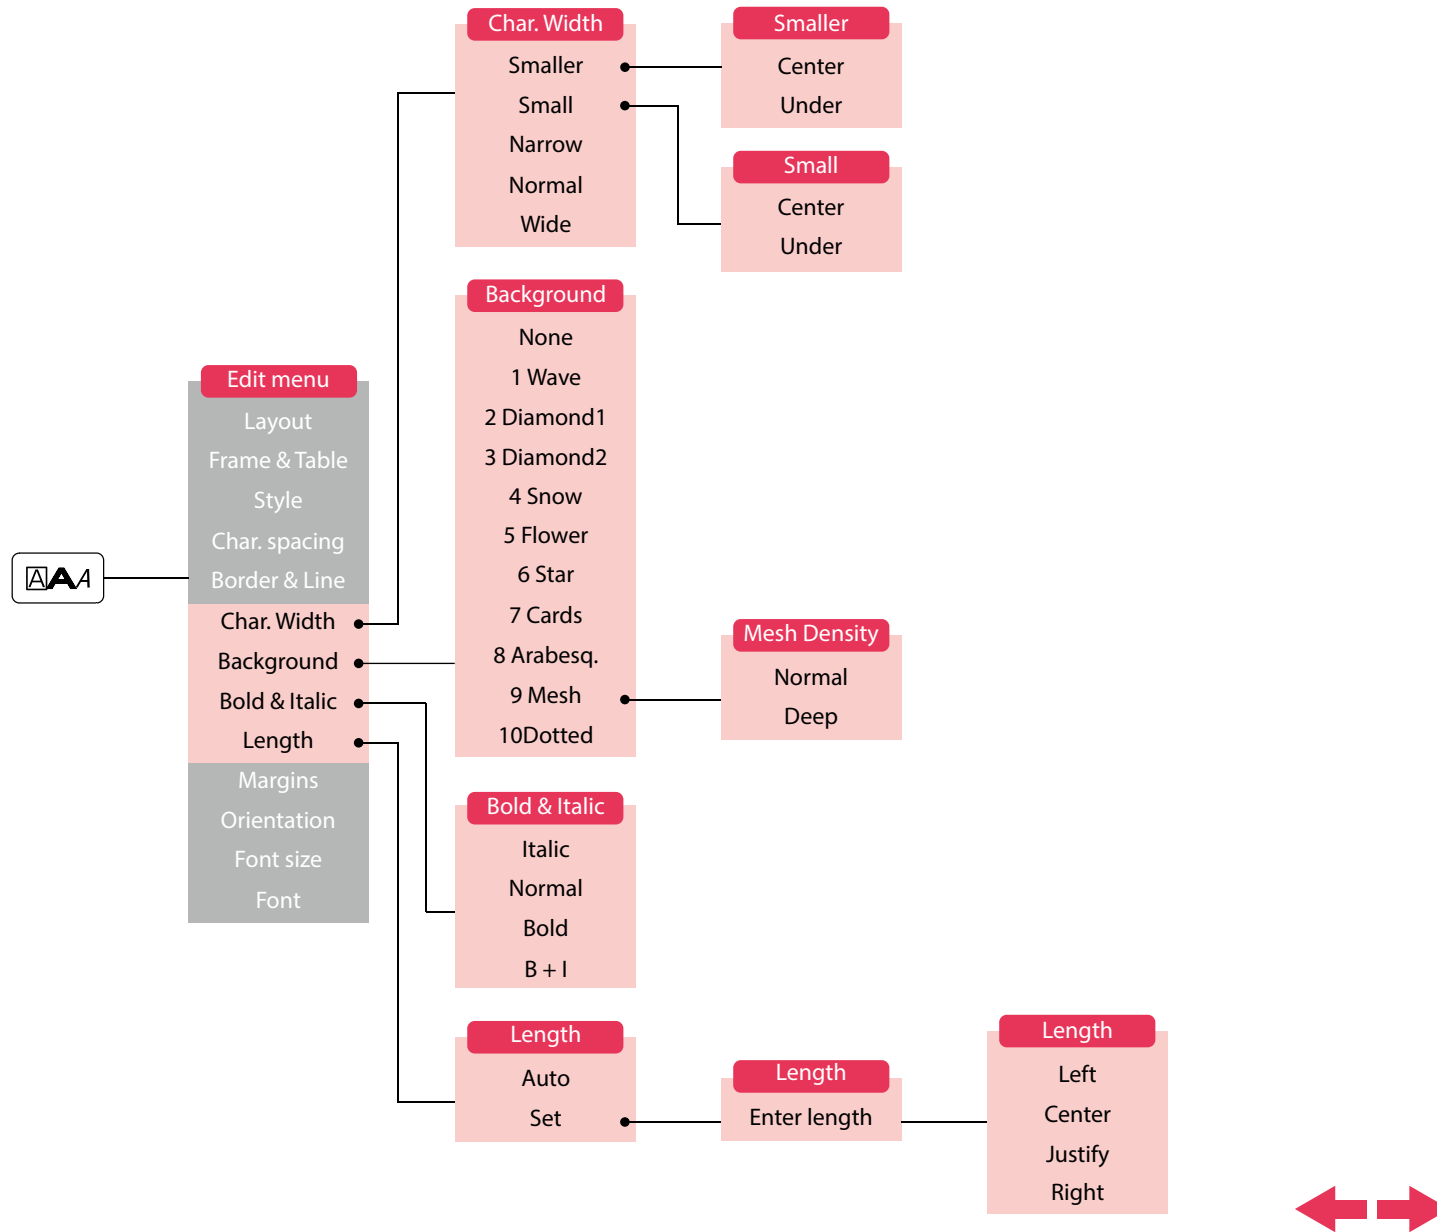 AAA
Edit menu
Layout
Frame & Table
Style
Char. spacing
Border & Line
Char. Width
Background
Bold & Italic
Length
Margins
Orientation
Font size
Font
Char. Width
Smaller
Small
Narrow
Normal
Wide
Smaller
Center
Under
Small
Center
Under
Background
None
1 Wave
2 Diamond1
3 Diamond2
4 Snow
5 Flower
6 Star
7 Cards
8 Arabesq.
9 Mesh
10Dotted
Mesh Density
Normal
Deep
Bold & Italic
Italic
Normal
Bold
B + I
Length
Auto
Set
Length
Enter length
Length
Left
Center
Justify
Right